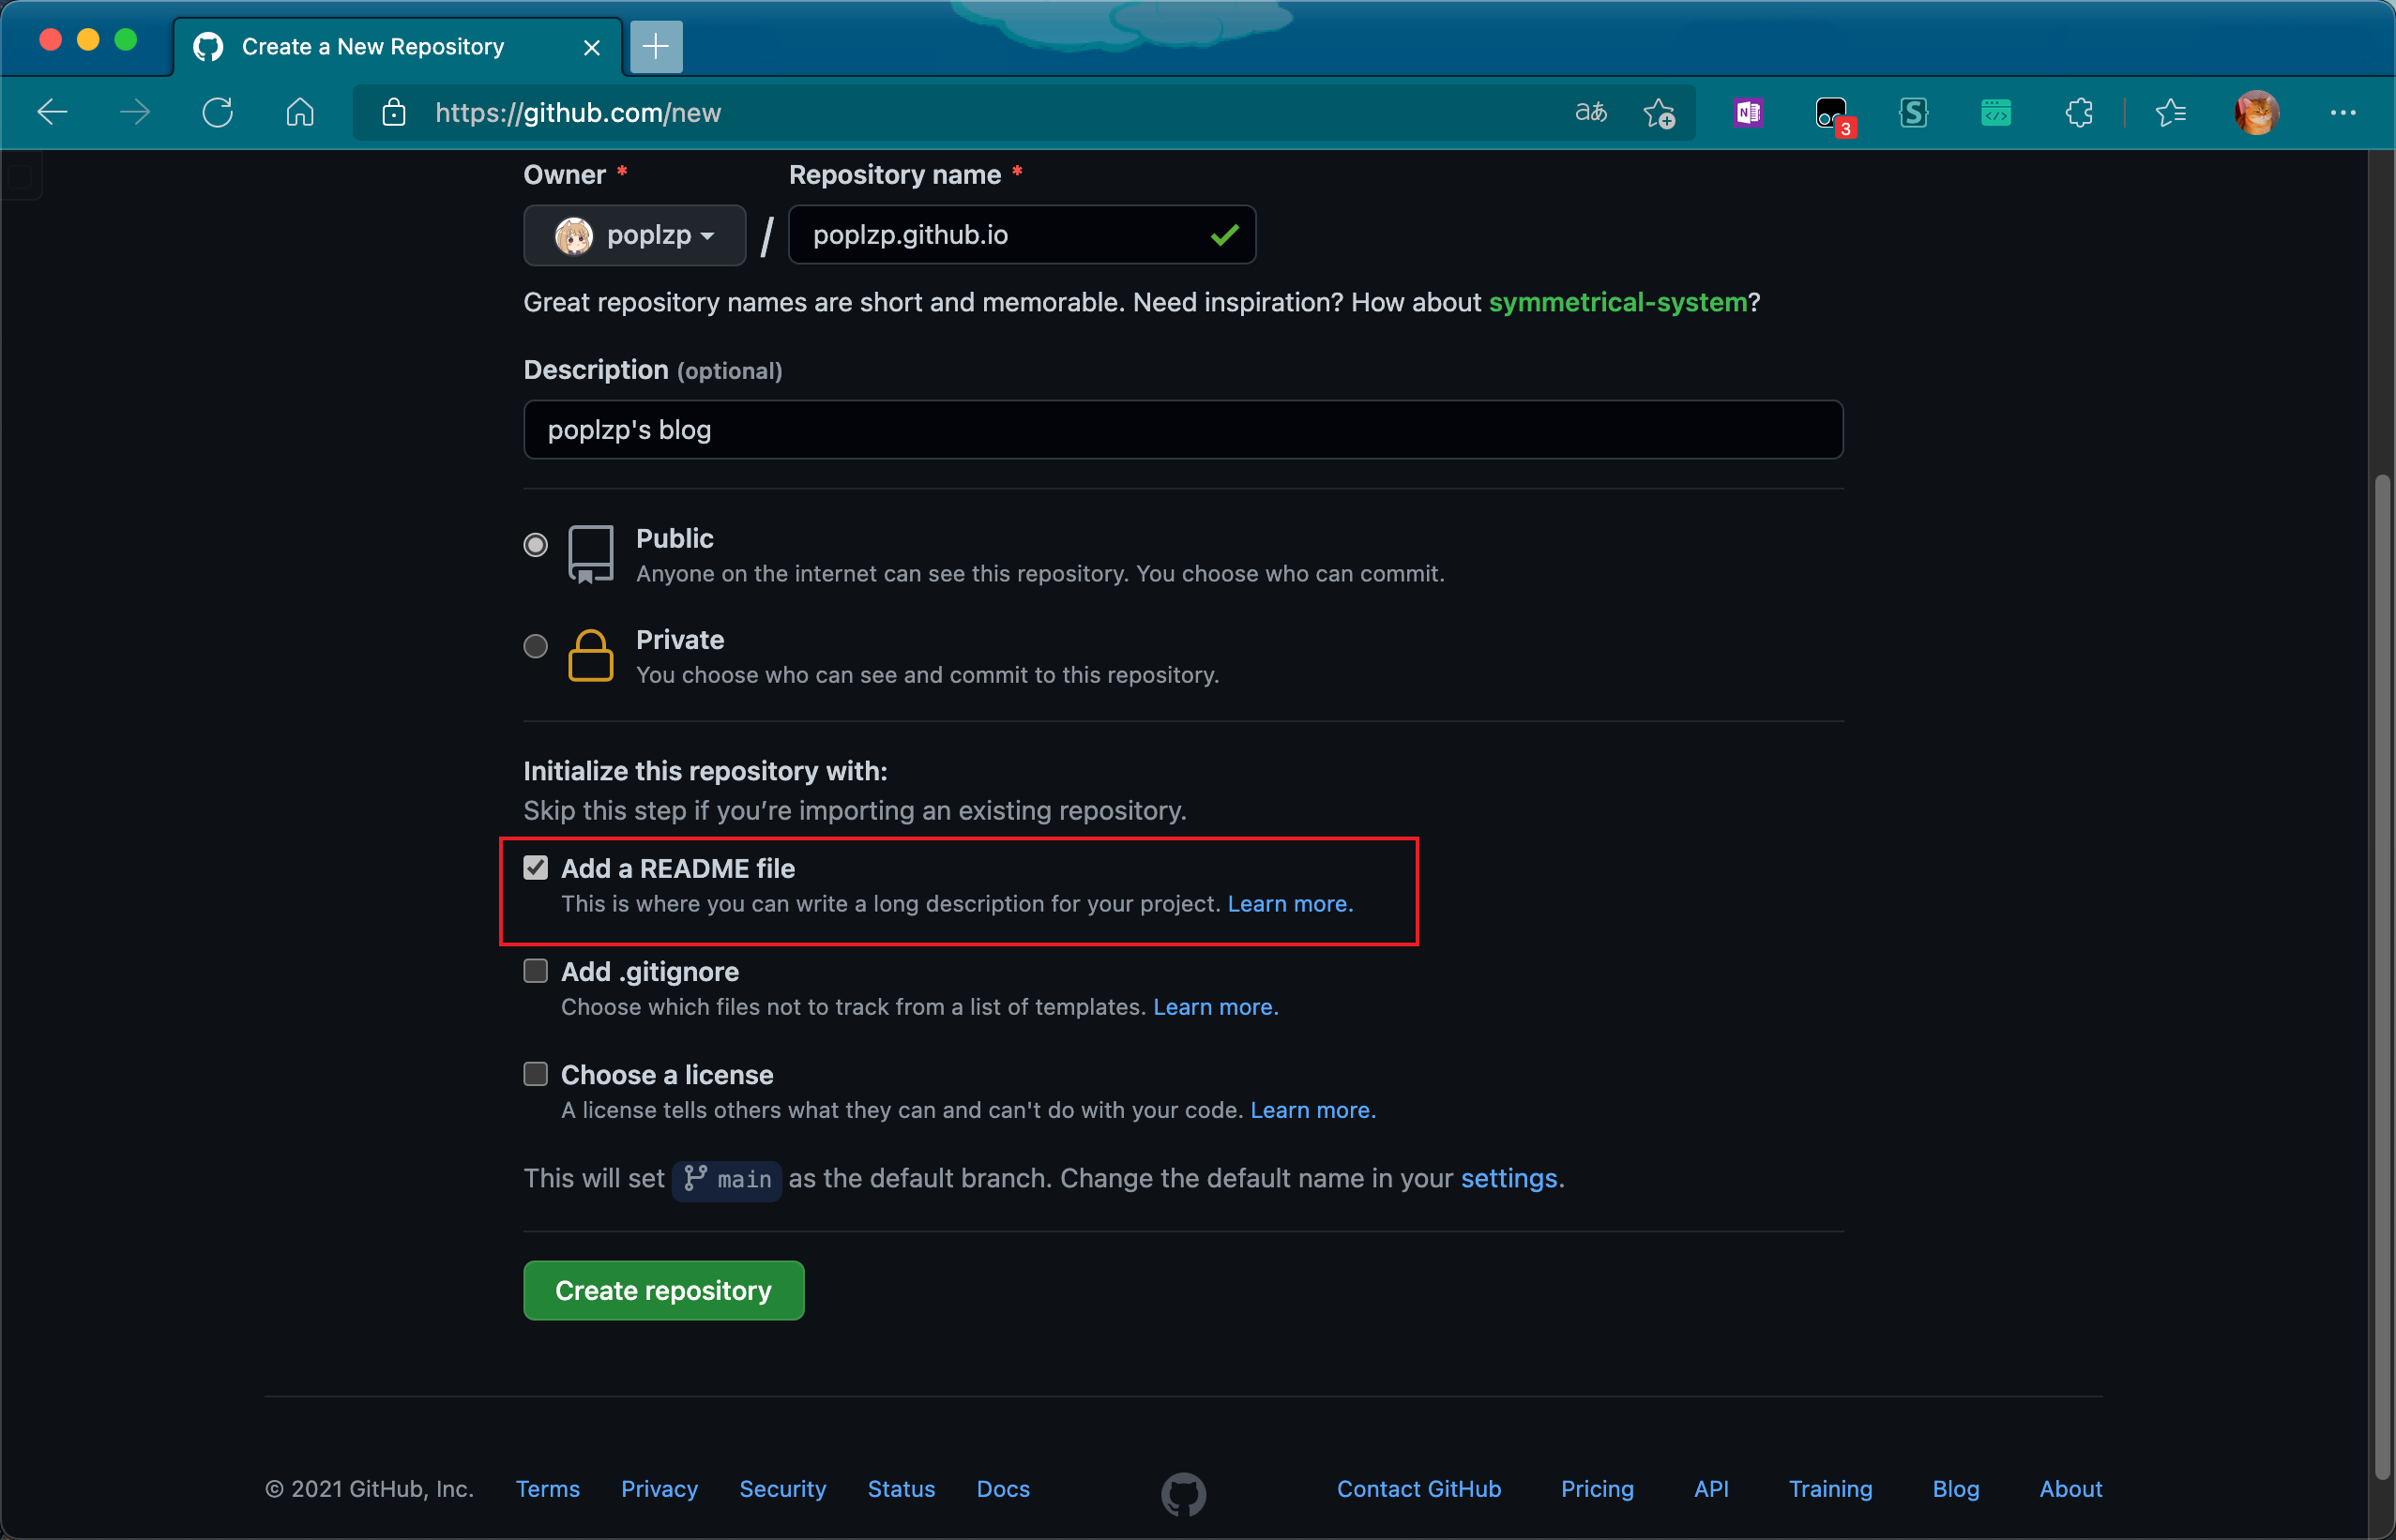 Create a New Repository
https://github.com/new
aあ
N
3
S
Owner *
Repository name *
poplzp
/
poplzp.github.io
Great repository names are short and memorable. Need inspiration? How about symmetrical-system?
Description (optional)
poplzp's blog
Public
Anyone on the internet can see this repository. You choose who can commit.
Private
You choose who can see and commit to this repository.
Initialize this repository with:
Skip this step if you’re importing an existing repository.
Add a README file
This is where you can write a long description for your project. Learn more.
Add .gitignore
Choose which files not to track from a list of templates. Learn more.
Choose a license
A license tells others what they can and can't do with your code. Learn more.
This will set main as the default branch. Change the default name in your settings.
Create repository
© 2021 GitHub, Inc. Terms Privacy Security Status Docs Contact GitHub Pricing API Training Blog About